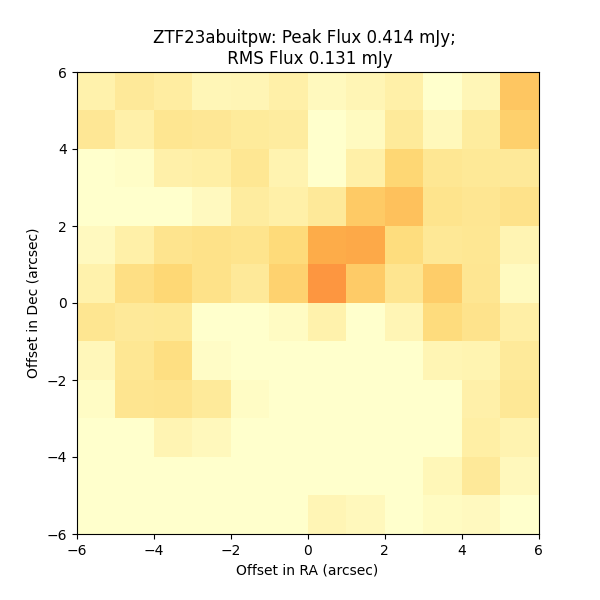 ZTF23abuitpw: Peak Flux 0.414 mJy;
RMS Flux 0.131 mJy
6
4
2
0
−2
−4
−6
Offset in Dec (arcsec)
−6 −4 −2 0 2 4 6
Offset in RA (arcsec)